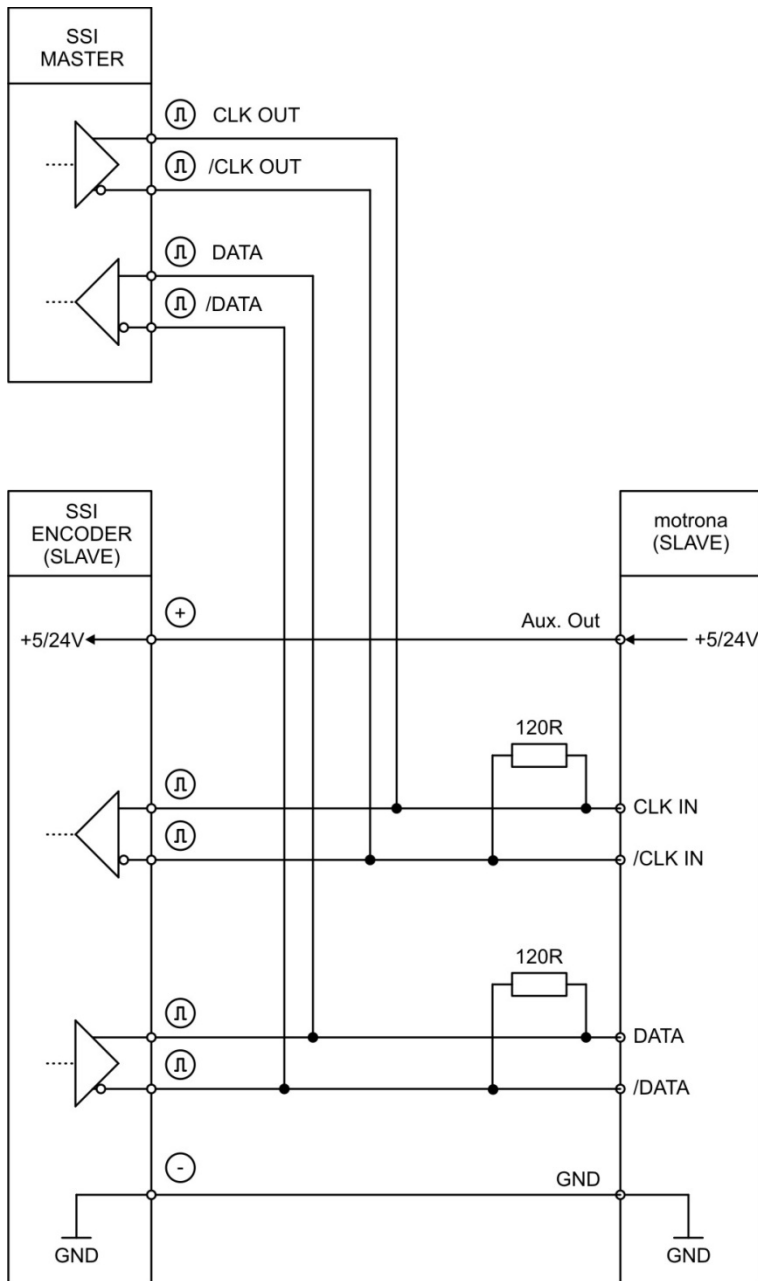 SSI
MASTER
CLK OUT
/CLK OUT
DATA
/DATA
SSI
ENCODER
(SLAVE)
motrona
(SLAVE)
+
Aux. Out
+5/24V
+5/24V
120R
CLK IN
/CLK IN
120R
DATA
/DATA
-
GND
GND
GND